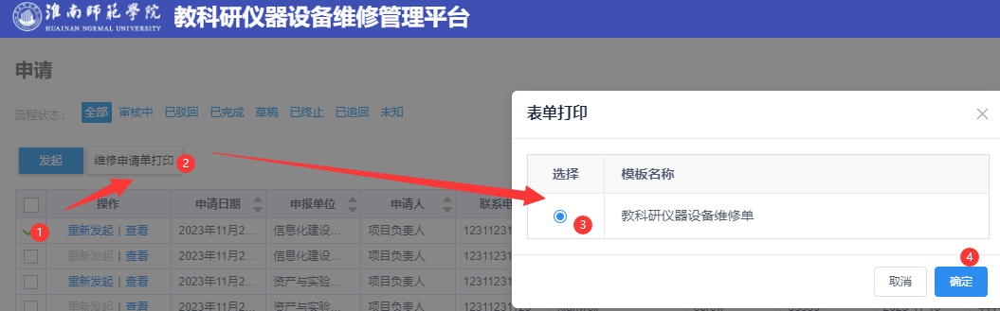 淮南师范学院 教科研仪器设备维修管理平台
HUAINAN NORMAL UNIVERSITY
申请
流程状态： 全部 审核中 已驳回 已完成 草稿 已终止 已追回 未知
发起 维修申请单打印 2
操作 申请日期 申报单位 申请人 联系电
1 重新发起 | 查看 2023年11月2... 信息化建设... 项目负责人 12311231
重新发起 | 查看 2023年11月2... 信息化建设... 项目负责人 12311231
重新发起 | 查看 2023年11月2... 资产与实验... 项目负责人 12311231
重新发起 | 查看 2023年11月2... 资产与实验... 项目负责人
表单打印
选择 模板名称
教科研仪器设备维修单
3
4
取消 确定